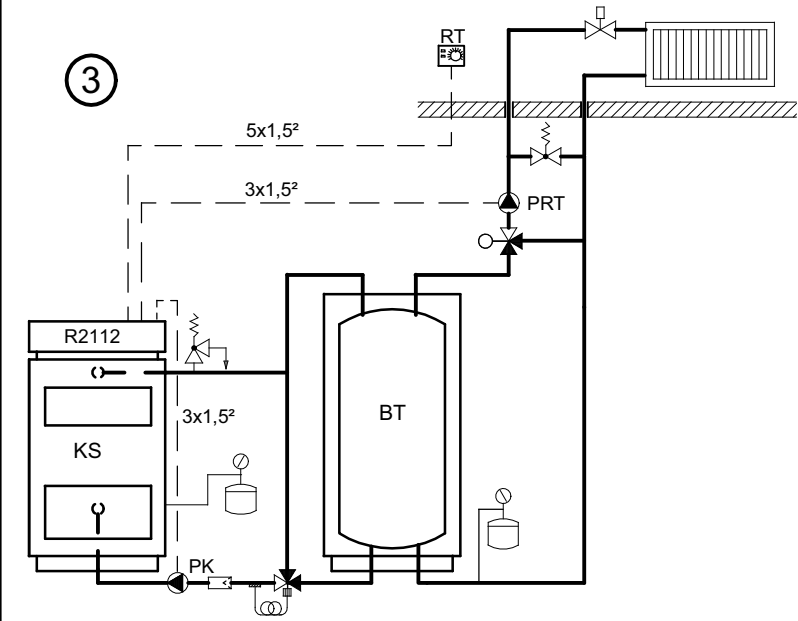 3
RT
5x1,5²
3x1,5²
PRT
R2112
3x1,5²
BT
KS
PK